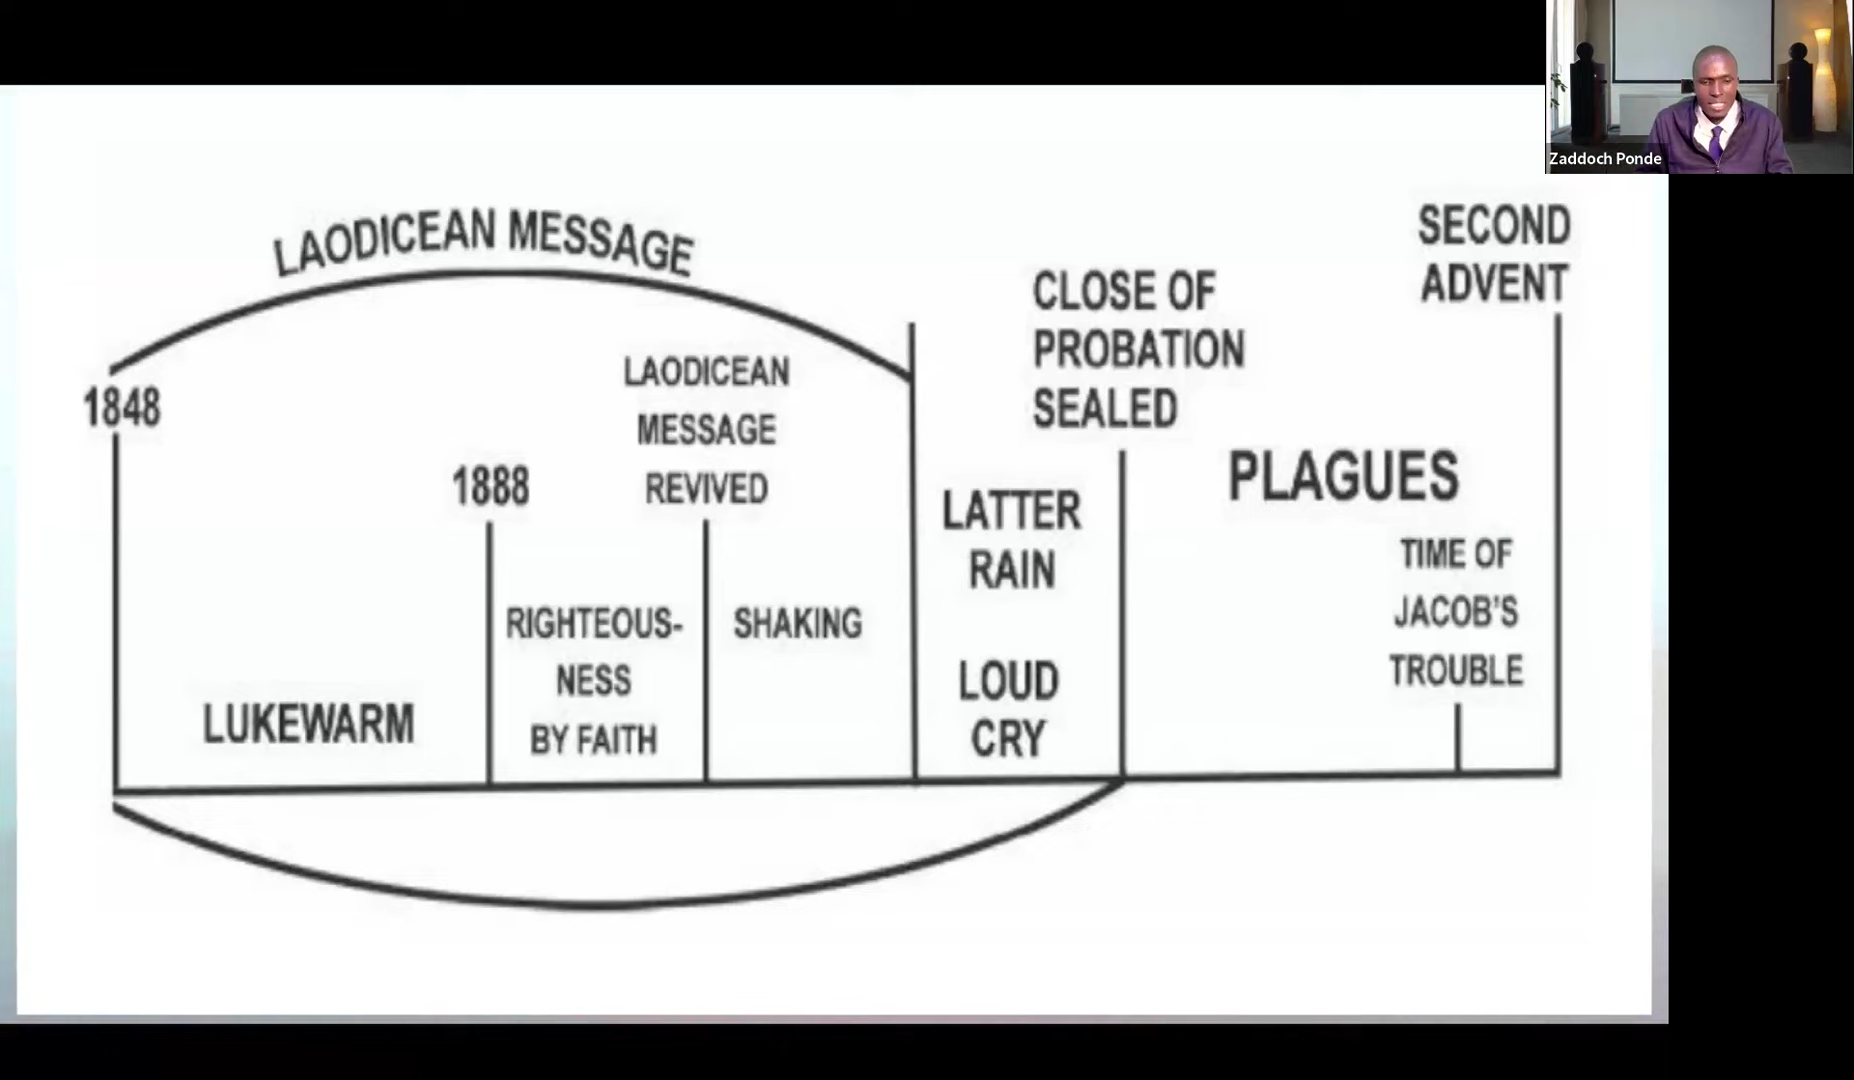 Zaddoch Ponde
LAODICEAN MESSAGE
SECOND
ADVENT
CLOSE OF
PROBATION
SEALED
1848
LAODICEAN
MESSAGE
REVIVED
1888
PLAGUES
LATTER
RAIN
TIME OF
JACOB'S
TROUBLE
RIGHTEOUS-
NESS
BY FAITH
SHAKING
LOUD
CRY
LUKEWARM